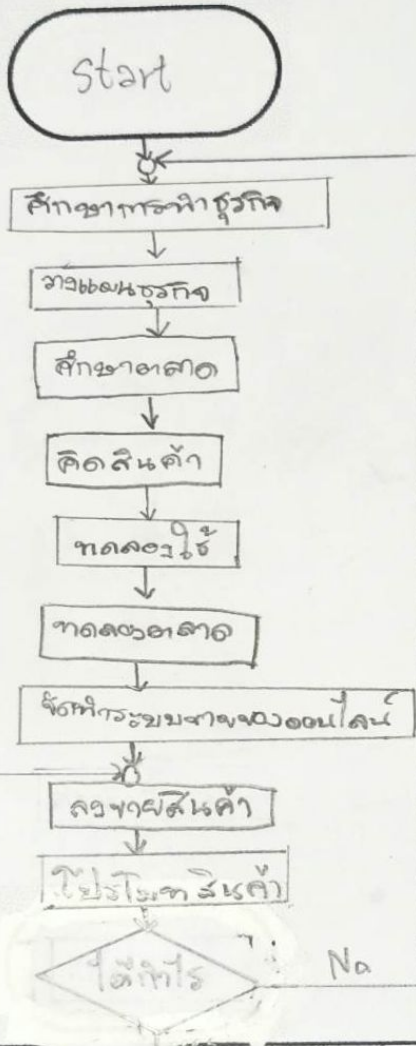 Start
ศึกษาการทำธุรกิจ
วางแผนธุรกิจ
ศึกษาตลาด
คิดสินค้า
ทดลองใช้
ทดลองตลาด
จัดทำระบบขายของออนไลน์
ลงขายสินค้า
โปรโมทสินค้า
ได้กำไร
No